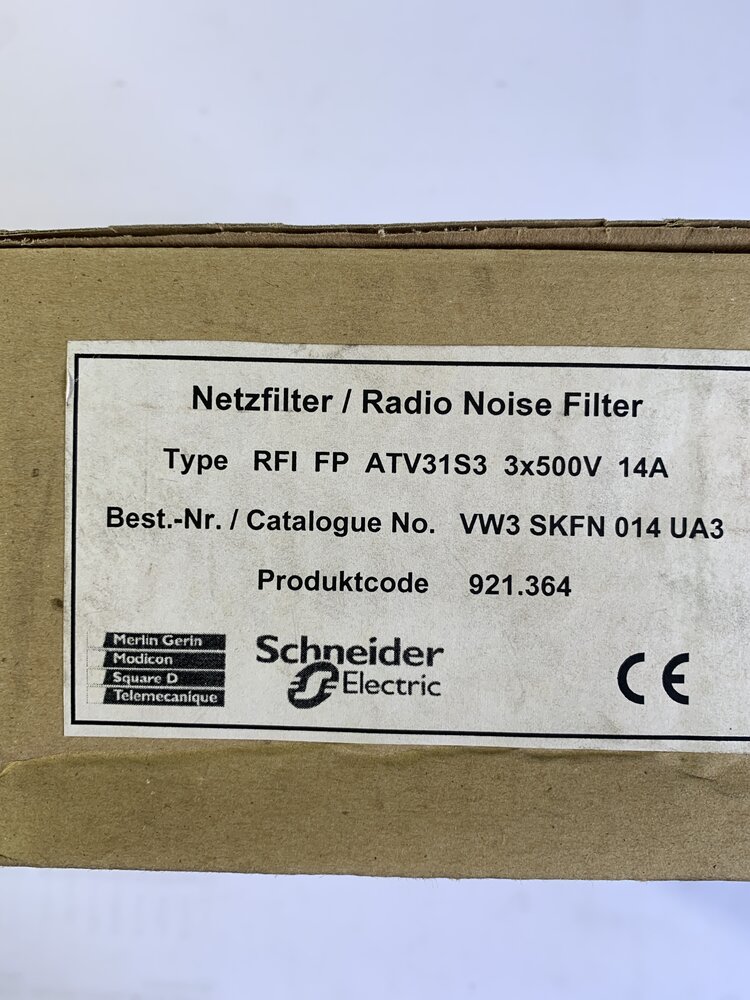 Netzfilter / Radio Noise Filter
Type RFI FP ATV31S3 3x500V 14A
Best.-Nr. / Catalogue No. VW3 SKFN 014 UA3
Produktcode 921.364
Merlin Gerin
Modicon
Square D
Telemecanique
Schneider
Electric
CE